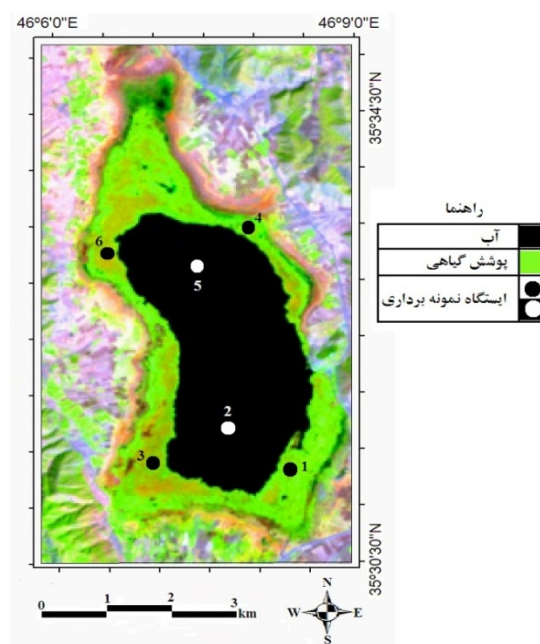 46°6'0"E
46°9'0"E
35°34'30"N
4
6
5
2
3
1
35°30'30"N
راهنما
آب
پوشش گیاهی
ایستگاه نمونه برداری
0 1 2 3
km
N
W E
S